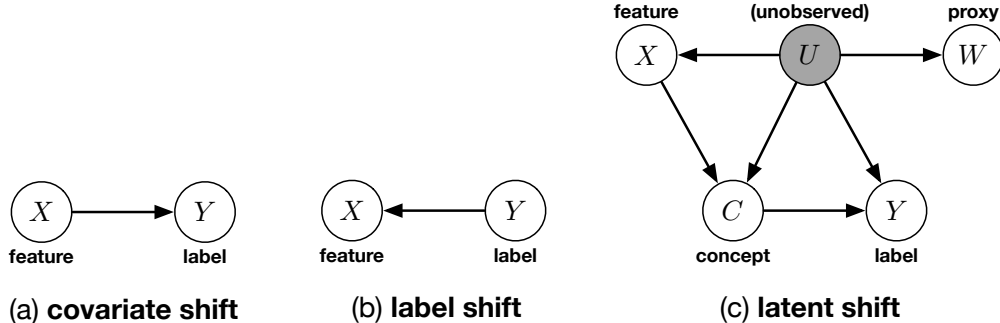 feature (unobserved) proxy
X U W
X Y X Y C Y
feature label feature label concept label
(a) covariate shift (b) label shift (c) latent shift